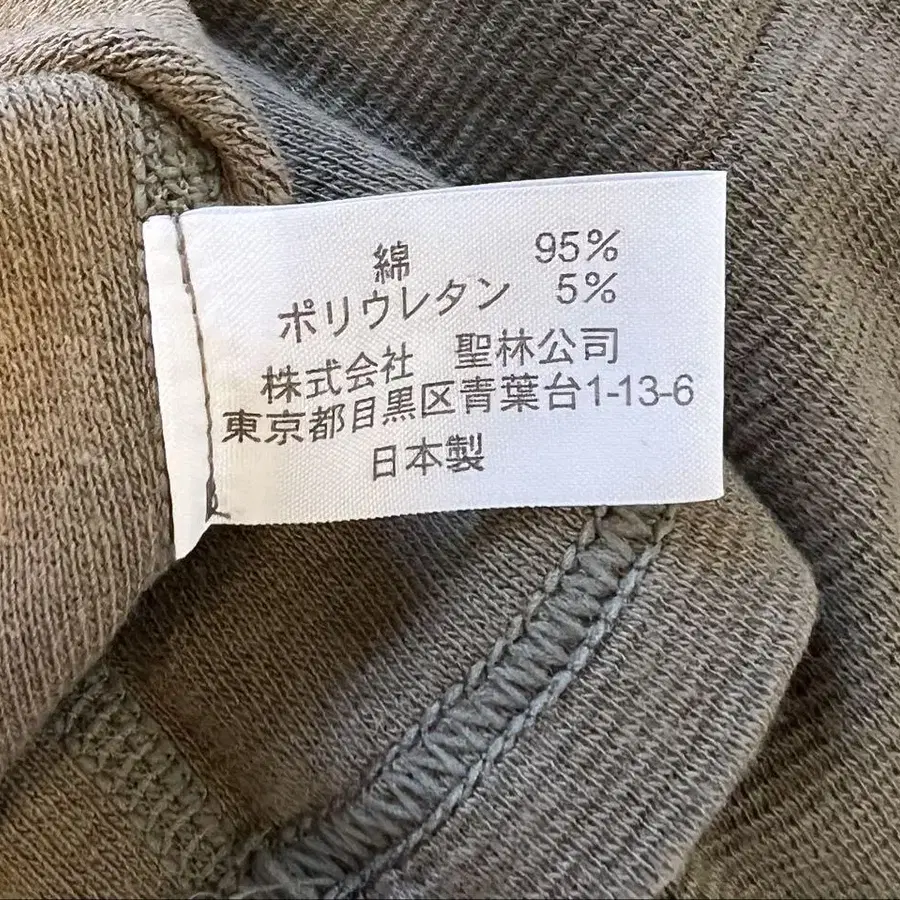 綿 95%
ポリウレタン 5%
株式会社 聖林公司
東京都目黒区青葉台1-13-6
日本製